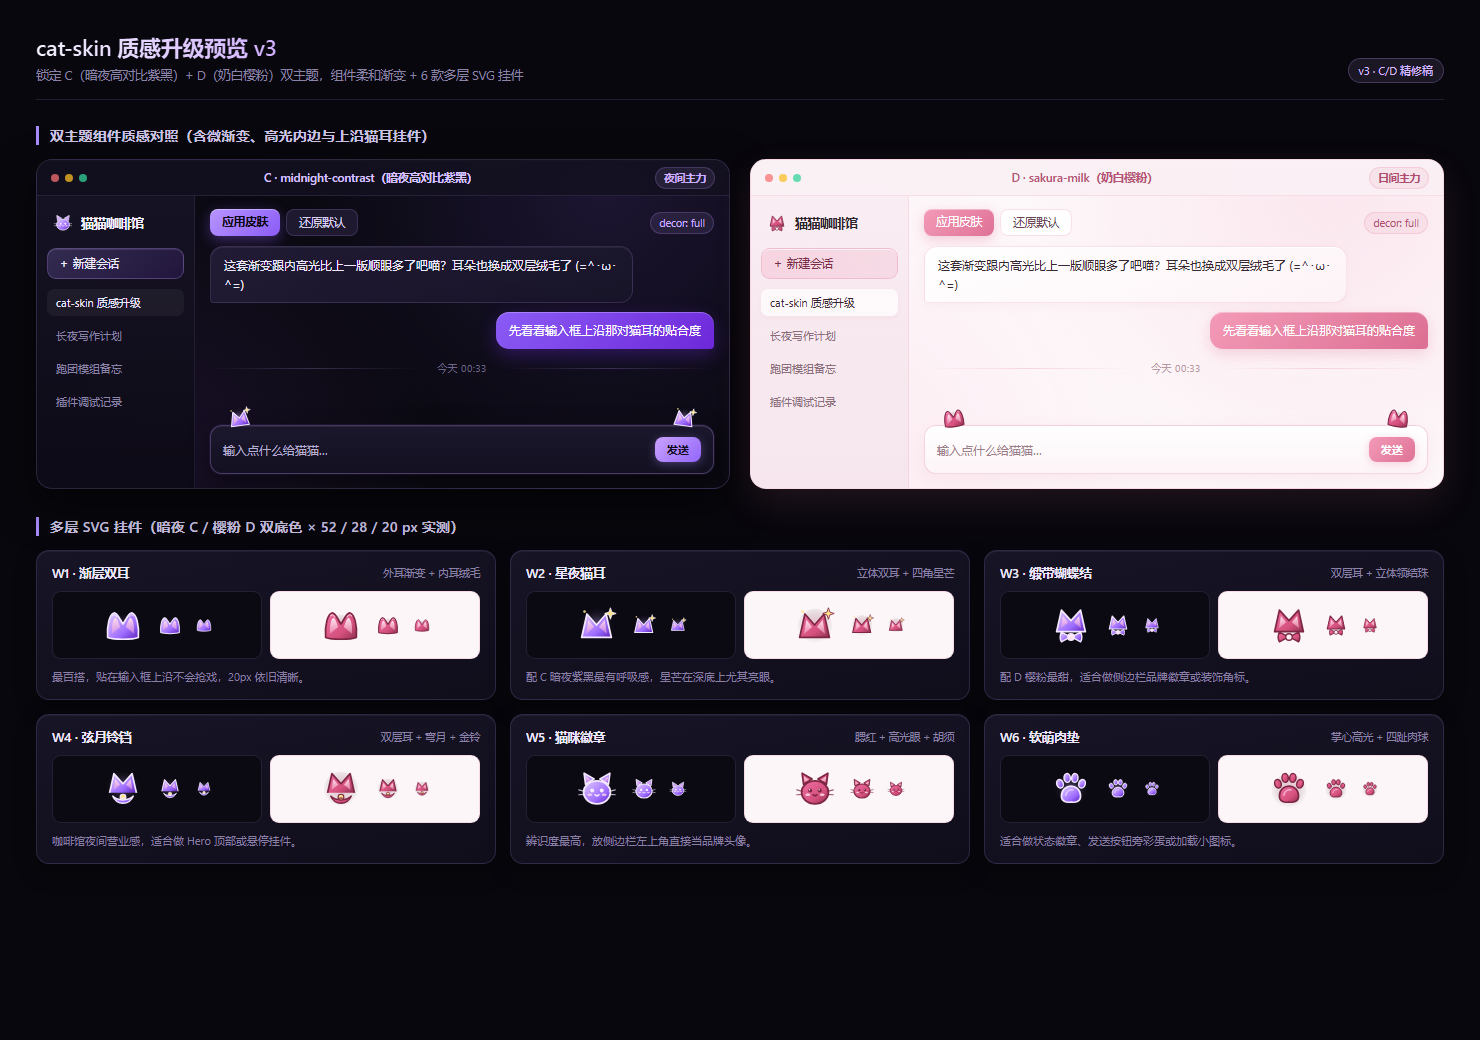 cat-skin 质感升级预览 v3
锁定 C（暗夜高对比紫黑）+ D（奶白樱粉）双主题，组件柔和渐变 + 6 款多层 SVG 挂件
v3 · C/D 精修稿
双主题组件质感对照（含微渐变、高光内边与上沿猫耳挂件）
C · midnight-contrast（暗夜高对比紫黑）
夜间主力
猫猫咖啡馆
+ 新建会话
cat-skin 质感升级
长夜写作计划
跑团模组备忘
插件调试记录
应用皮肤
还原默认
decor: full
这套渐变跟内高光比上一版顺眼多了吧喵？耳朵也换成双层绒毛了 (=^･ω･
^=)
先看看输入框上沿那对猫耳的贴合度
今天 00:33
输入点什么给猫猫...
发送
D · sakura-milk（奶白樱粉）
日间主力
猫猫咖啡馆
+ 新建会话
cat-skin 质感升级
长夜写作计划
跑团模组备忘
插件调试记录
应用皮肤
还原默认
decor: full
这套渐变跟内高光比上一版顺眼多了吧喵？耳朵也换成双层绒毛了 (=^･ω･
^=)
先看看输入框上沿那对猫耳的贴合度
今天 00:33
输入点什么给猫猫...
发送
多层 SVG 挂件（暗夜 C / 樱粉 D 双底色 × 52 / 28 / 20 px 实测）
W1 · 渐层双耳
外耳渐变 + 内耳绒毛
最百搭，贴在输入框上沿不会抢戏，20px 依旧清晰。
W2 · 星夜猫耳
立体双耳 + 四角星芒
配 C 暗夜紫黑最有呼吸感，星芒在深底上尤其亮眼。
W3 · 缎带蝴蝶结
双层耳 + 立体领结珠
配 D 樱粉最甜，适合做侧边栏品牌徽章或装饰角标。
W4 · 弦月铃铛
双层耳 + 弯月 + 金铃
咖啡馆夜间营业感，适合做 Hero 顶部或悬停挂件。
W5 · 猫咪徽章
腮红 + 高光眼 + 胡须
辨识度最高，放侧边栏左上角直接当品牌头像。
W6 · 软萌肉垫
掌心高光 + 四趾肉球
适合做状态徽章、发送按钮旁彩蛋或加载小图标。